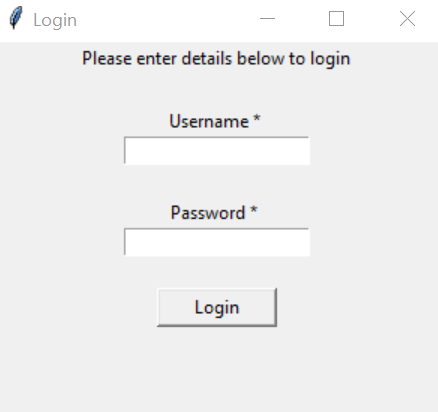 Login
Please enter details below to login
Username *
Password *
Login